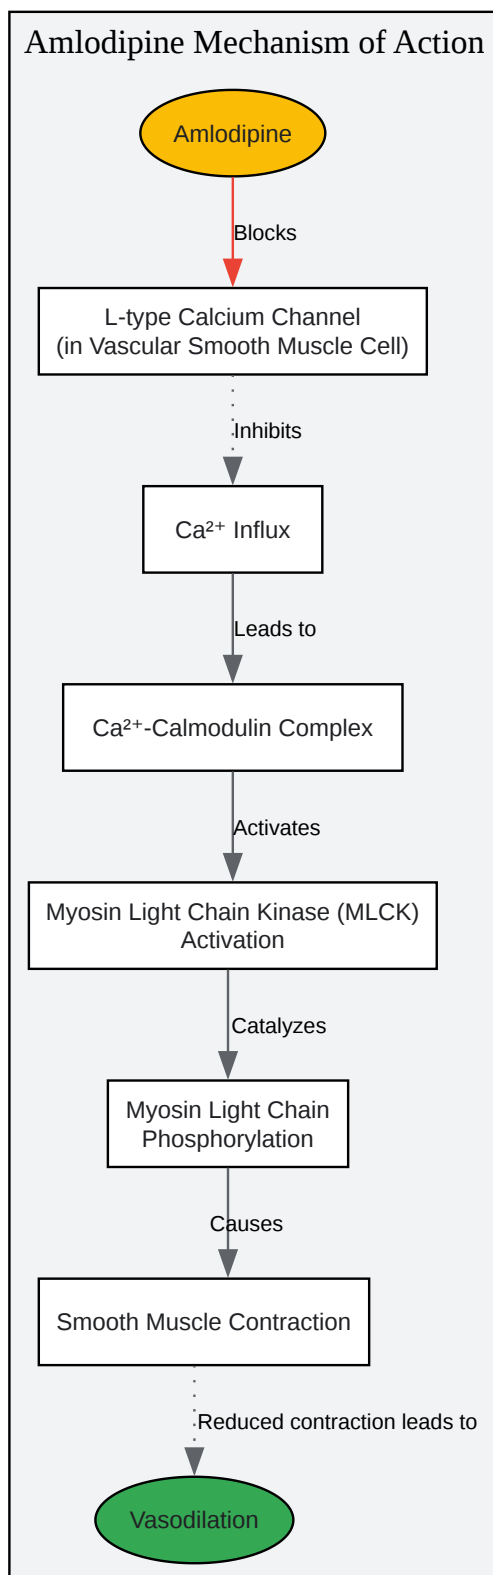 Amlodipine Mechanism of Action
Amlodipine
Blocks
L-type Calcium Channel
(in Vascular Smooth Muscle Cell)
Inhibits
Ca²⁺ Influx
Leads to
Ca²⁺-Calmodulin Complex
Activates
Myosin Light Chain Kinase (MLCK)
Activation
Catalyzes
Myosin Light Chain
Phosphorylation
Causes
Smooth Muscle Contraction
Reduced contraction leads to
Vasodilation